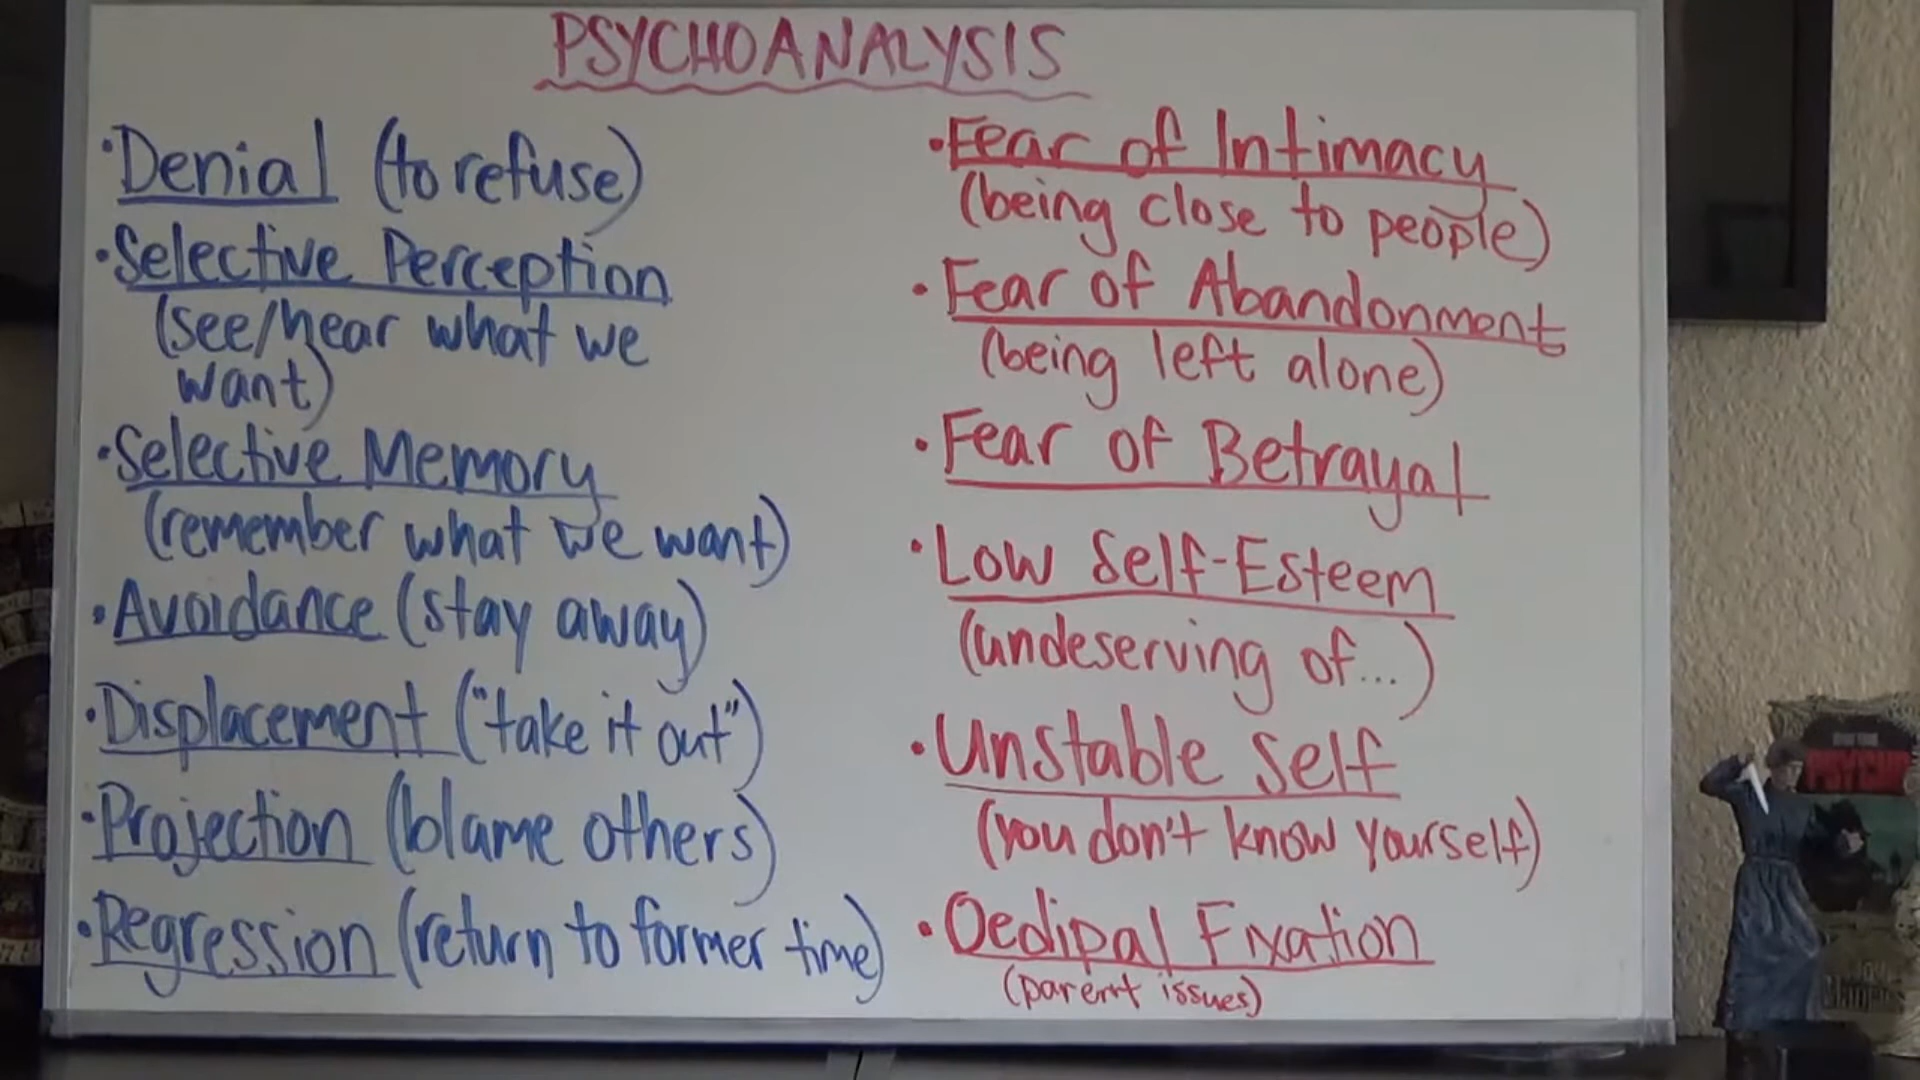 PSYCHOANALYSIS
·Denial (to refuse)
·Selective Perception
(see/hear what we
want)
·Selective Memory
(remember what we want)
·Avoidance (stay away)
·Displacement ("take it out")
·Projection (blame others)
·Regression (return to former time)
·Fear of Intimacy
(being close to people)
·Fear of Abandonment
(being left alone)
·Fear of Betrayal
·Low Self-Esteem
(undeserving of...)
·Unstable Self
(you don't know yourself)
·Oedipal Fixation
(parent issues)